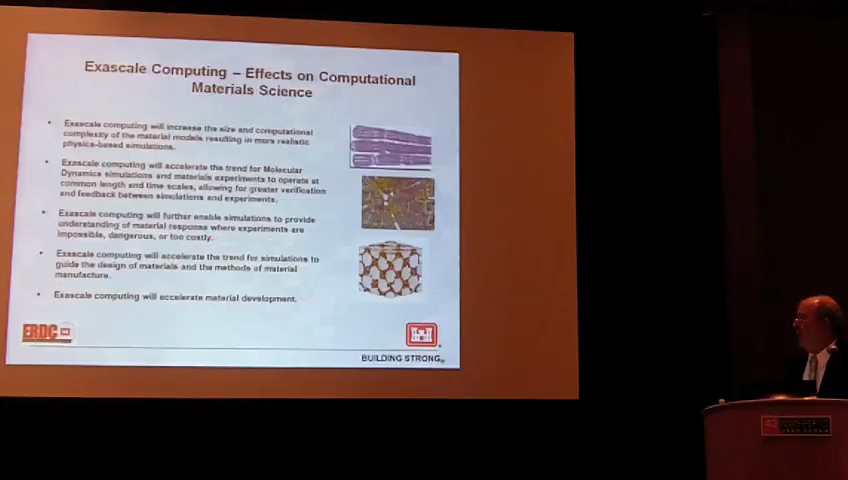 Exascale Computing – Effects on Computational
Materials Science
• Exascale computing will increase the size and computational
complexity of the material models resulting in more realistic
physics-based simulations.
• Exascale computing will accelerate the trend for Molecular
Dynamics simulations and materials experiments to operate at
common length and time scales, allowing for greater verification
and feedback between simulations and experiments.
• Exascale computing will further enable simulations to provide
understanding of material response where experiments are
impossible, dangerous, or too costly.
• Exascale computing will accelerate the trend for simulations to
guide the design of materials and the methods of material
manufacture.
• Exascale computing will accelerate material development.
ERDC
BUILDING STRONG®